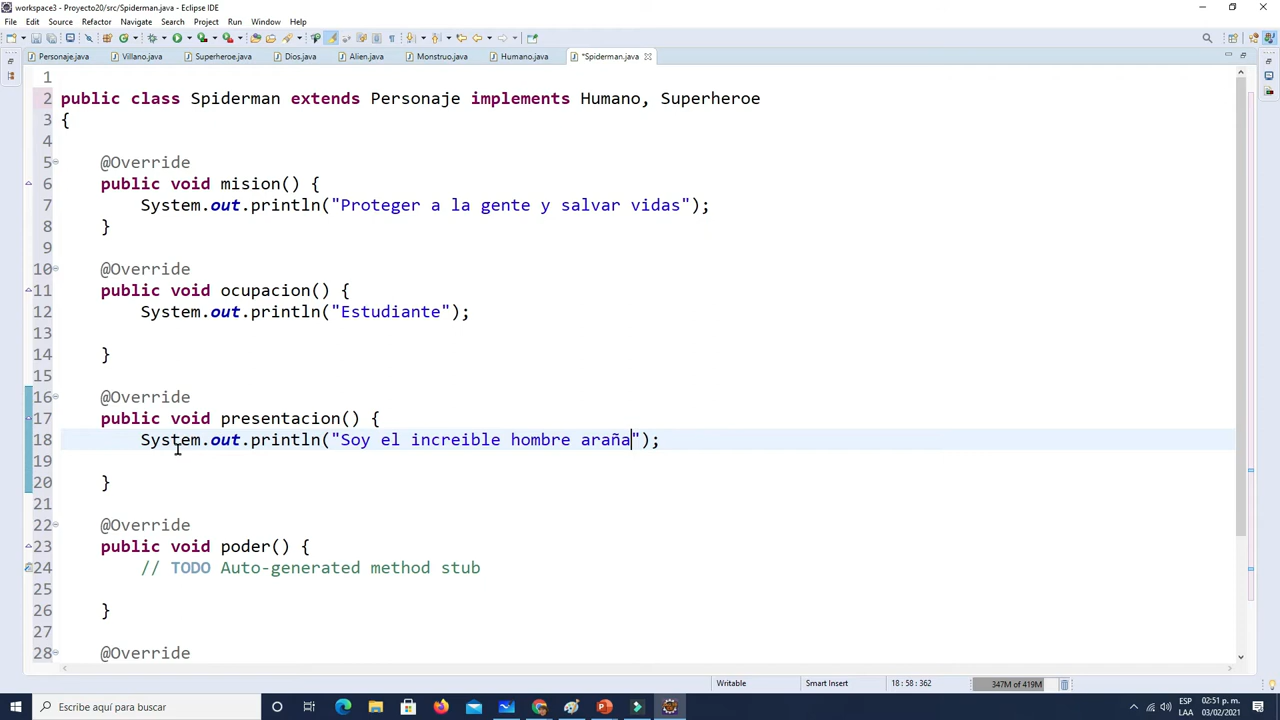 workspace3 - Proyecto20/src/Spiderman.java - Eclipse IDE
File Edit Source Refactor Navigate Search Project Run Window Help
Personaje.java Villano.java Superheroe.java Dios.java Alien.java Monstruo.java Humano.java *Spiderman.java
1
2 public class Spiderman extends Personaje implements Humano, Superheroe
3 {
4
5 @Override
6 public void mision() {
7 System.out.println("Proteger a la gente y salvar vidas");
8 }
9
10 @Override
11 public void ocupacion() {
12 System.out.println("Estudiante");
13
14 }
15
16 @Override
17 public void presentacion() {
18 System.out.println("Soy el increible hombre araña");
19
20 }
21
22 @Override
23 public void poder() {
24 // TODO Auto-generated method stub
25
26 }
27
28 @Override
Writable Smart Insert 18 : 58 : 362 347M of 419M
Escribe aquí para buscar
ESP 02:51 p. m.
LAA 03/02/2021